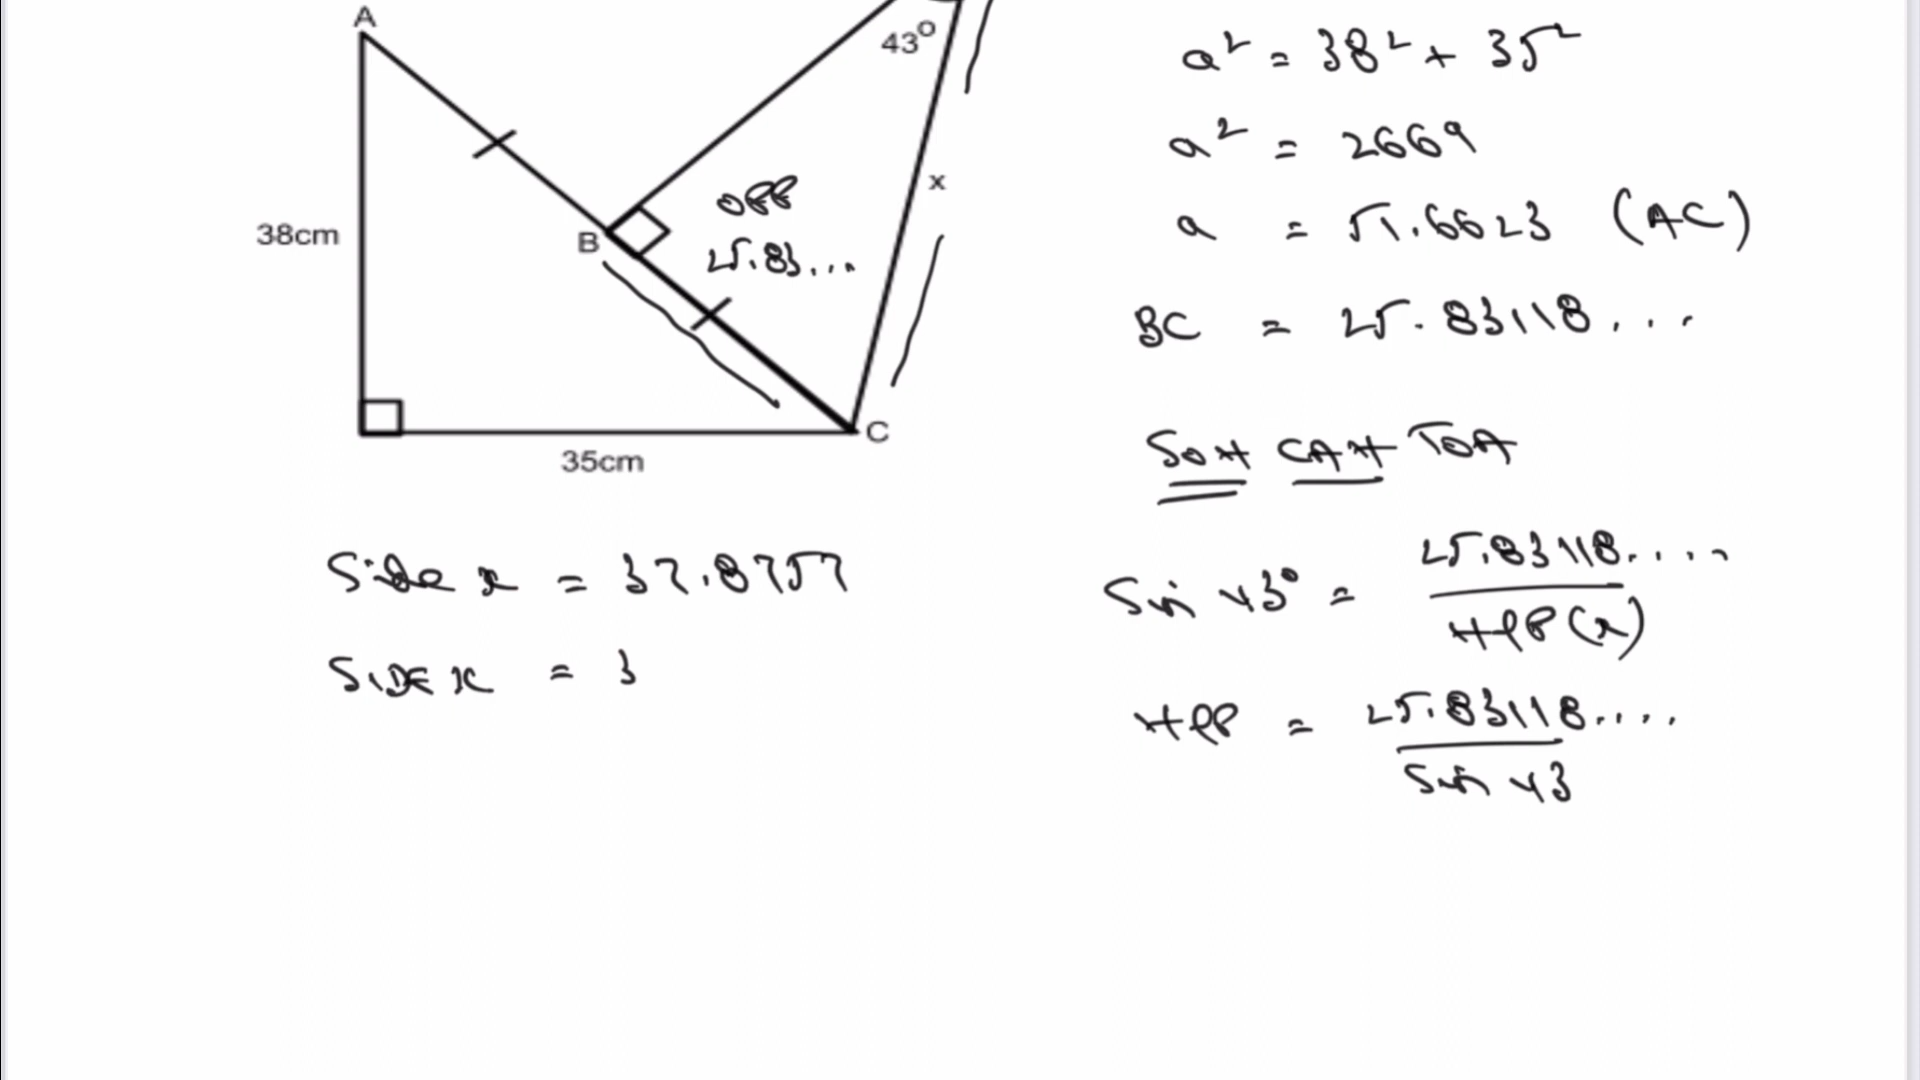 A
43°
38cm
B
opp
25.83...
x
C
35cm
Side x = 37.8757
Side x = 3
a² = 38² + 35²
a² = 2669
a = 51.6623 (AC)
BC = 25.83118...
SOH CAH TOA
Sin 43° = 25.83118....
HYP(x)
HYP = 25.83118....
Sin 43